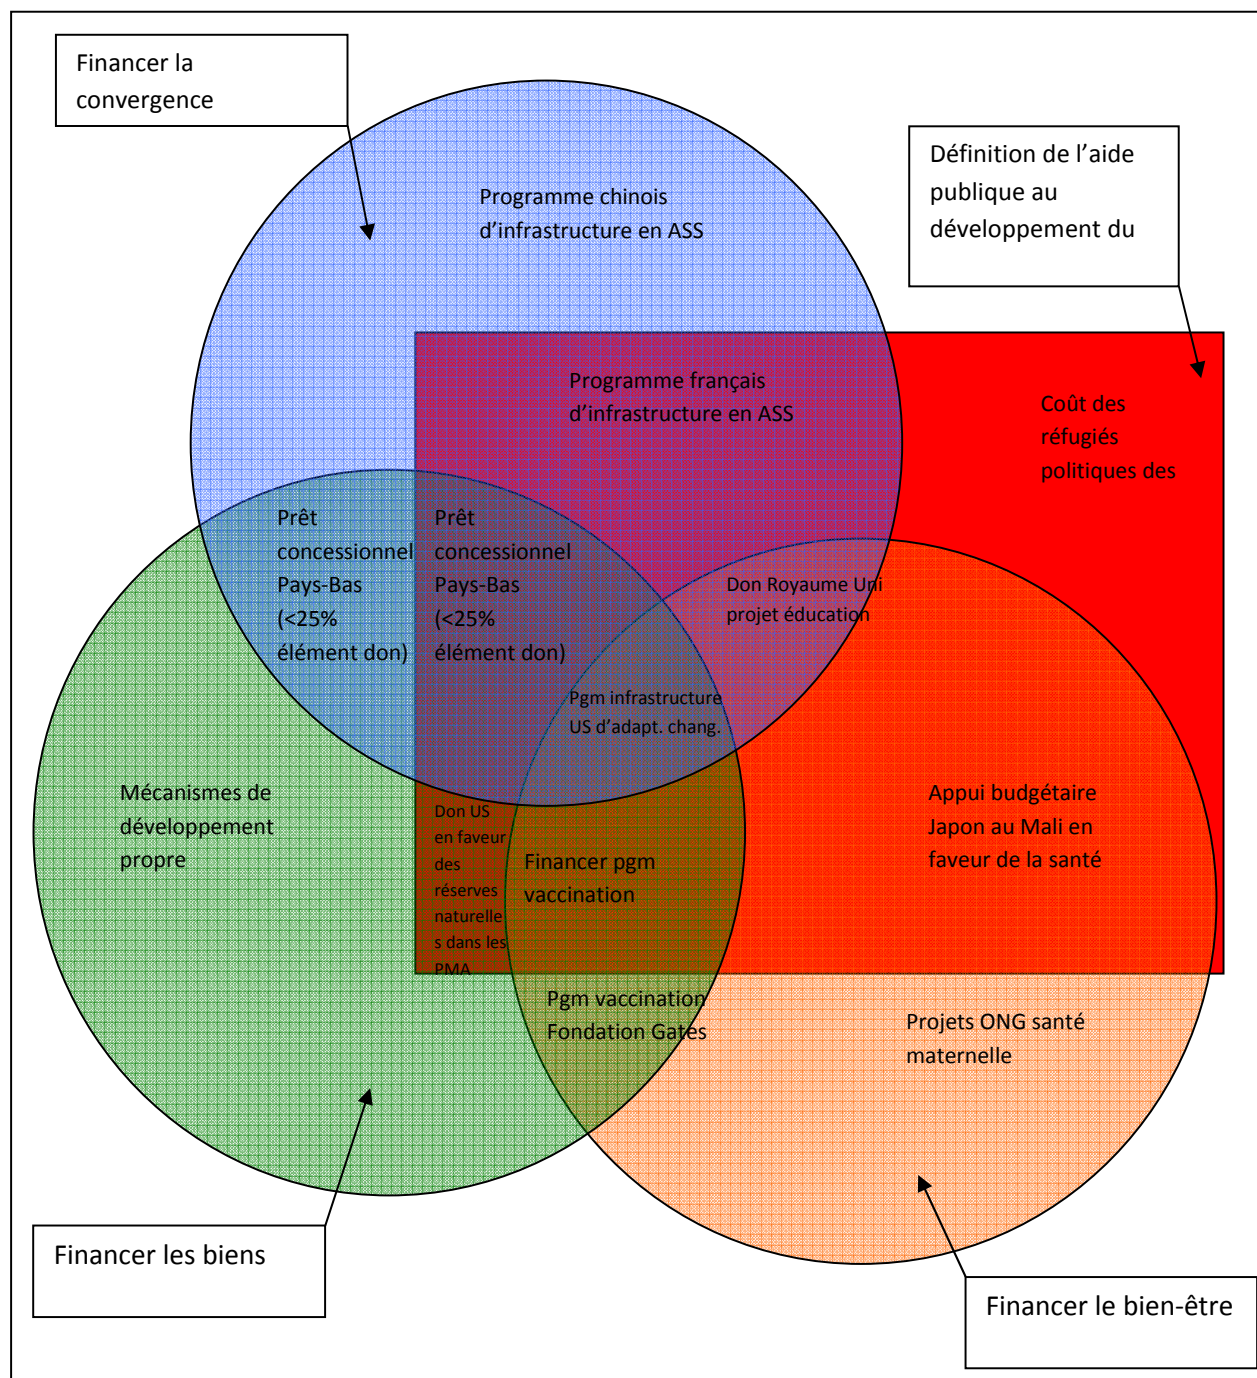 Financer la
convergence
Définition de l’aide
publique au
développement du
Programme chinois
d’infrastructure en ASS
Programme français
d’infrastructure en ASS
Coût des
réfugiés
politiques des
Prêt
concessionnel
Pays-Bas
(<25%
élément don)
Prêt
concessionnel
Pays-Bas
(<25%
élément don)
Don Royaume Uni
projet éducation
Pgm infrastructure
US d’adapt. chang.
Mécanismes de
développement
propre
Don US
en faveur
des
réserves
naturelle
s dans les
PMA
Financer pgm
vaccination
Appui budgétaire
Japon au Mali en
faveur de la santé
Pgm vaccination
Fondation Gates
Projets ONG santé
maternelle
Financer les biens
Financer le bien-être